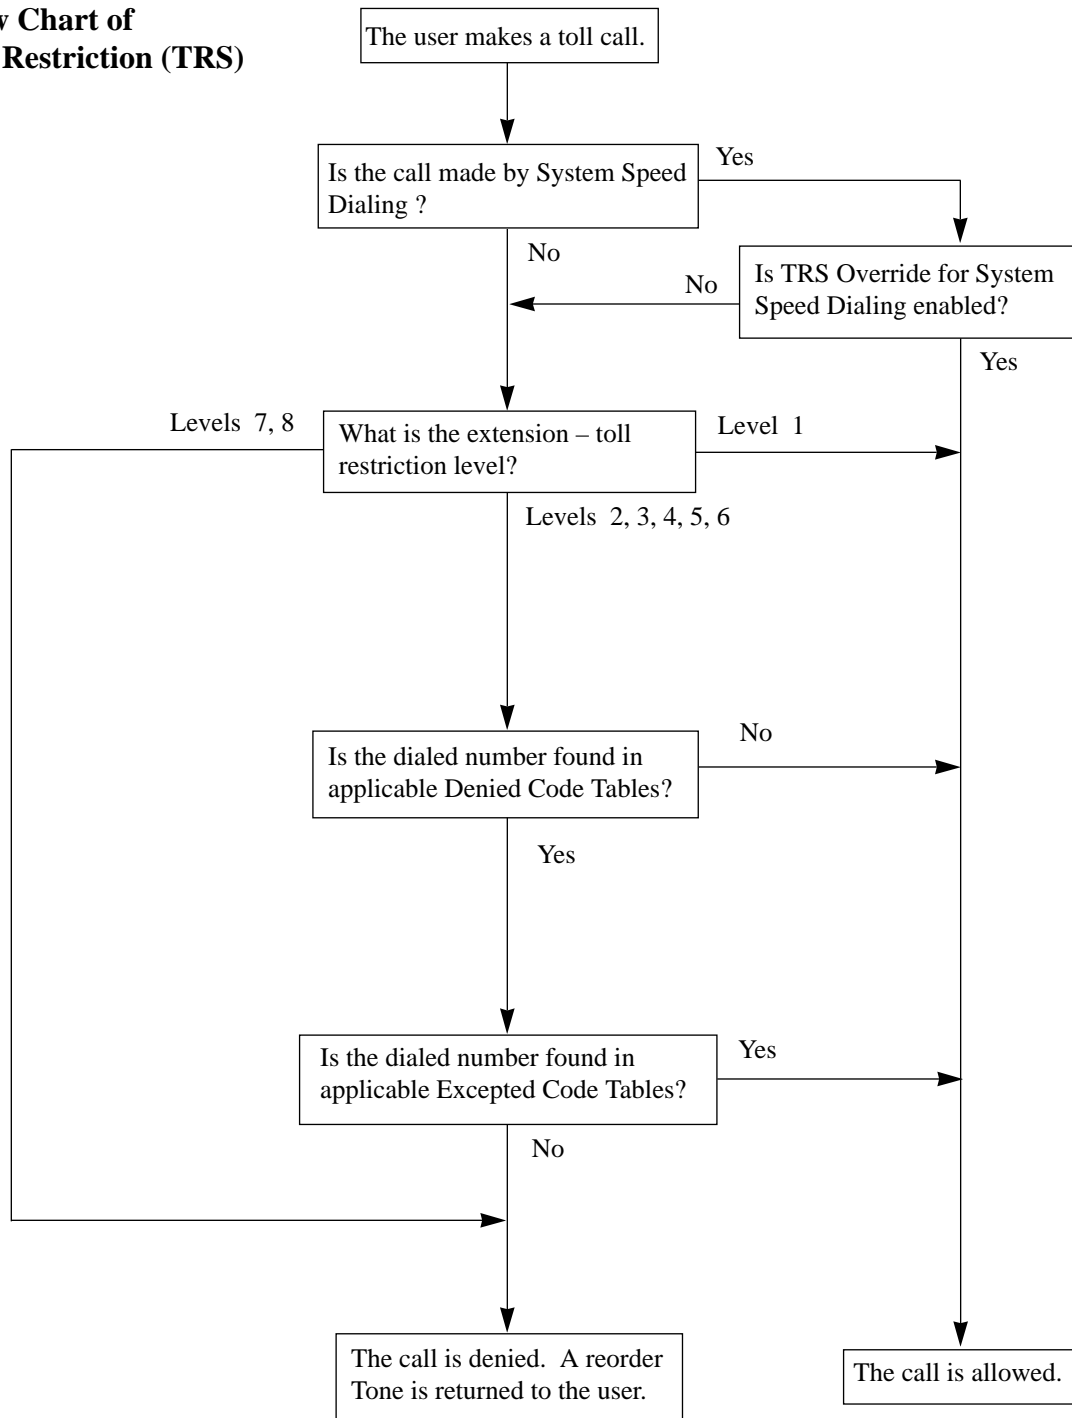 Chart of
Restriction (TRS)
The user makes a toll call.
Is the call made by System Speed
Dialing ?
Yes
No
Is TRS Override for System
Speed Dialing enabled?
No
Yes
Levels 7, 8
What is the extension – toll
restriction level?
Level 1
Levels 2, 3, 4, 5, 6
Is the dialed number found in
applicable Denied Code Tables?
No
Yes
Is the dialed number found in
applicable Excepted Code Tables?
Yes
No
The call is denied. A reorder
Tone is returned to the user.
The call is allowed.